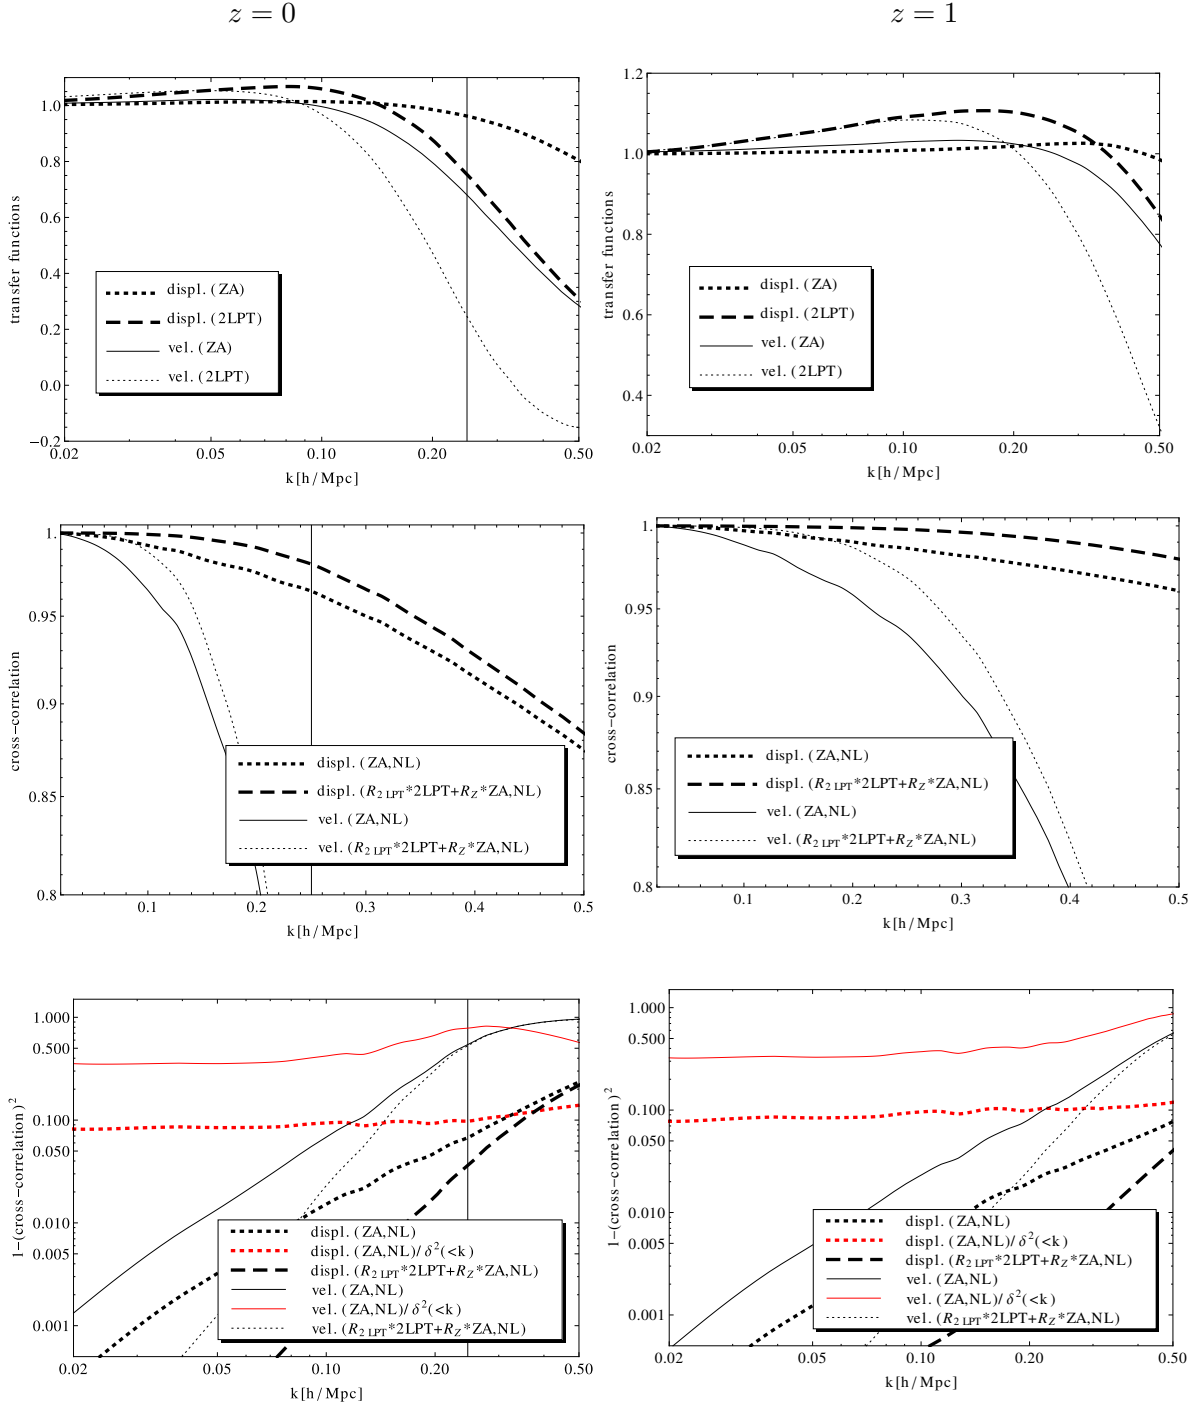 z = 0
z = 1
transfer functions
1.0
0.8
0.6
0.4
0.2
0.0
−0.2
displ. (ZA)
displ. (2LPT)
vel. (ZA)
vel. (2LPT)
0.02
0.05
0.10
0.20
0.50
k[h/Mpc]
transfer functions
1.2
1.0
0.8
0.6
0.4
displ. (ZA)
displ. (2LPT)
vel. (ZA)
vel. (2LPT)
0.02
0.05
0.10
0.20
0.50
k[h/Mpc]
cross−correlation
1.
0.95
0.9
0.85
0.8
displ. (ZA,NL)
displ. (R2 LPT*2LPT+RZ*ZA,NL)
vel. (ZA,NL)
vel. (R2 LPT*2LPT+RZ*ZA,NL)
0.1
0.2
0.3
0.4
0.5
k[h/Mpc]
cross−correlation
1.
0.95
0.9
0.85
0.8
displ. (ZA,NL)
displ. (R2 LPT*2LPT+RZ*ZA,NL)
vel. (ZA,NL)
vel. (R2 LPT*2LPT+RZ*ZA,NL)
0.1
0.2
0.3
0.4
0.5
k[h/Mpc]
1−(cross−correlation)²
1.000
0.500
0.100
0.050
0.010
0.005
0.001
displ. (ZA,NL)
displ. (ZA,NL)/δ²(<k)
displ. (R2 LPT*2LPT+RZ*ZA,NL)
vel. (ZA,NL)
vel. (ZA,NL)/δ²(<k)
vel. (R2 LPT*2LPT+RZ*ZA,NL)
0.02
0.05
0.10
0.20
0.50
k[h/Mpc]
1−(cross−correlation)²
1.000
0.500
0.100
0.050
0.010
0.005
0.001
displ. (ZA,NL)
displ. (ZA,NL)/δ²(<k)
displ. (R2 LPT*2LPT+RZ*ZA,NL)
vel. (ZA,NL)
vel. (ZA,NL)/δ²(<k)
vel. (R2 LPT*2LPT+RZ*ZA,NL)
0.02
0.05
0.10
0.20
0.50
k[h/Mpc]